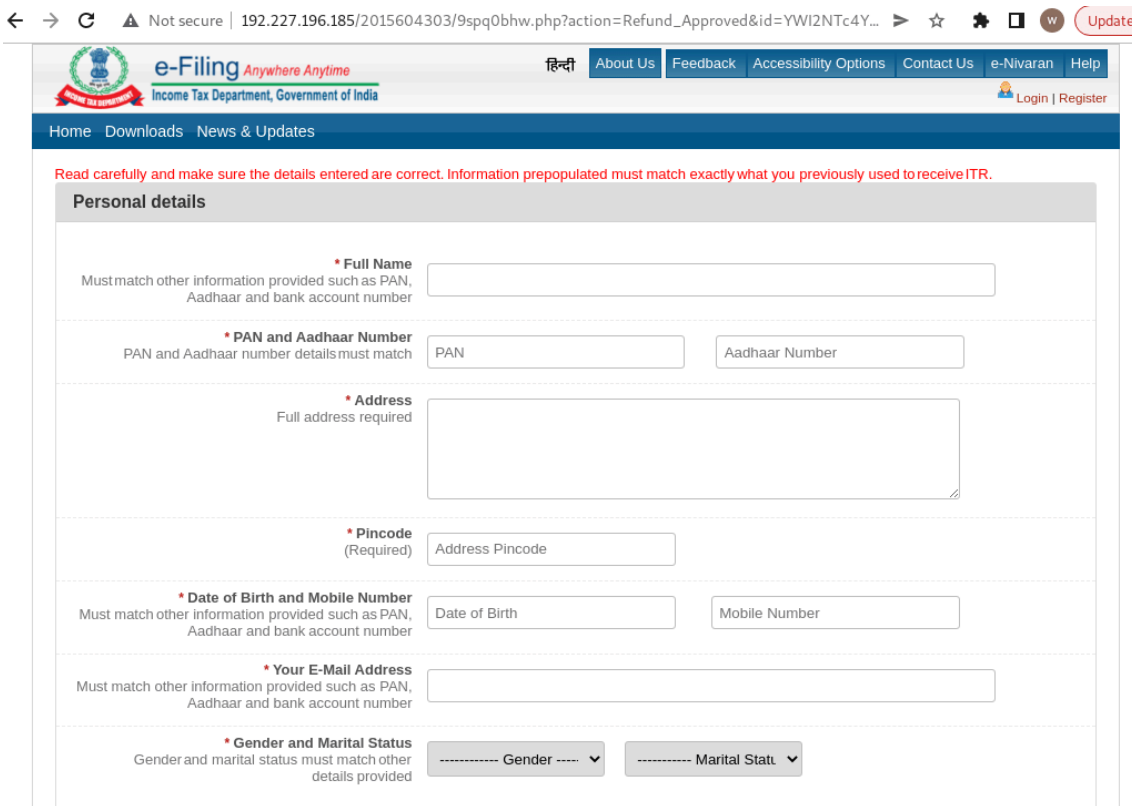 Not secure 192.227.196.185/2015604303/9spq0bhw.php?action=Refund_Approved&id=YWI2NTc4Y... W Update
e-Filing Anywhere Anytime
Income Tax Department, Government of India
INCOME TAX DEPARTMENT
हिन्दी About Us Feedback Accessibility Options Contact Us e-Nivaran Help
Login | Register
Home Downloads News & Updates
Read carefully and make sure the details entered are correct. Information prepopulated must match exactly what you previously used to receive ITR.
Personal details
* Full Name
Must match other information provided such as PAN,
Aadhaar and bank account number
* PAN and Aadhaar Number
PAN and Aadhaar number details must match
PAN Aadhaar Number
* Address
Full address required
* Pincode
(Required)
Address Pincode
* Date of Birth and Mobile Number
Must match other information provided such as PAN,
Aadhaar and bank account number
Date of Birth Mobile Number
* Your E-Mail Address
Must match other information provided such as PAN,
Aadhaar and bank account number
* Gender and Marital Status
Gender and marital status must match other
details provided
------------ Gender ----- ----------- Marital Statu